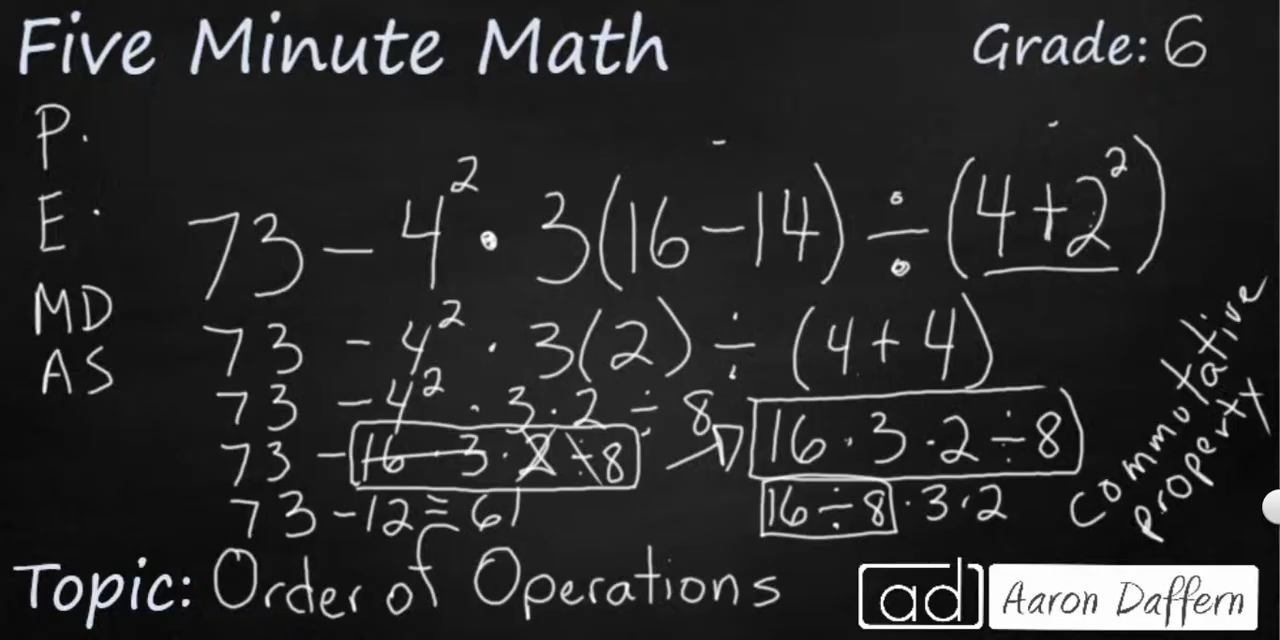 Five Minute Math
Grade: 6
P.
E.
MD
AS
73 - 4² · 3(16 - 14) ÷ (4 + 2²)
73 - 4² · 3(2) ÷ (4 + 4)
73 - 4² · 3 · 2 ÷ 8
73 - 16 · 3 · 2 ÷ 8
16 · 3 · 2 ÷ 8
73 - 12 = 61
16 ÷ 8 · 3 · 2
commutative
property
Topic: Order of Operations
ad
Aaron Daffern